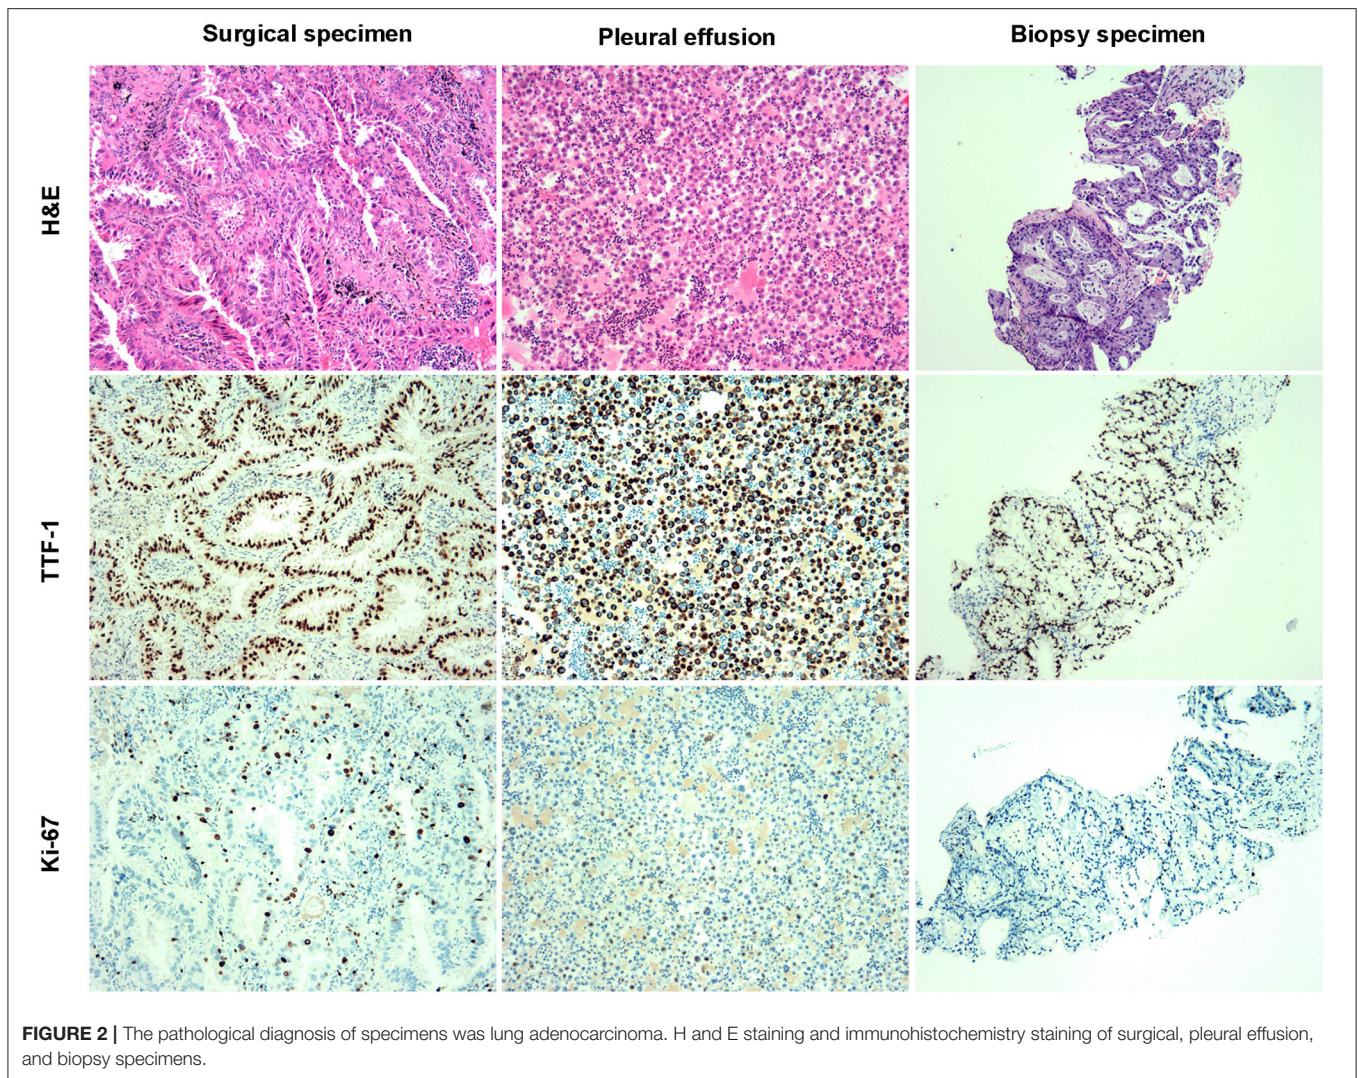 Surgical specimen
Pleural effusion
Biopsy specimen
H&E
TTF-1
Ki-67
FIGURE 2 | The pathological diagnosis of specimens was lung adenocarcinoma. H and E staining and immunohistochemistry staining of surgical, pleural effusion,
and biopsy specimens.